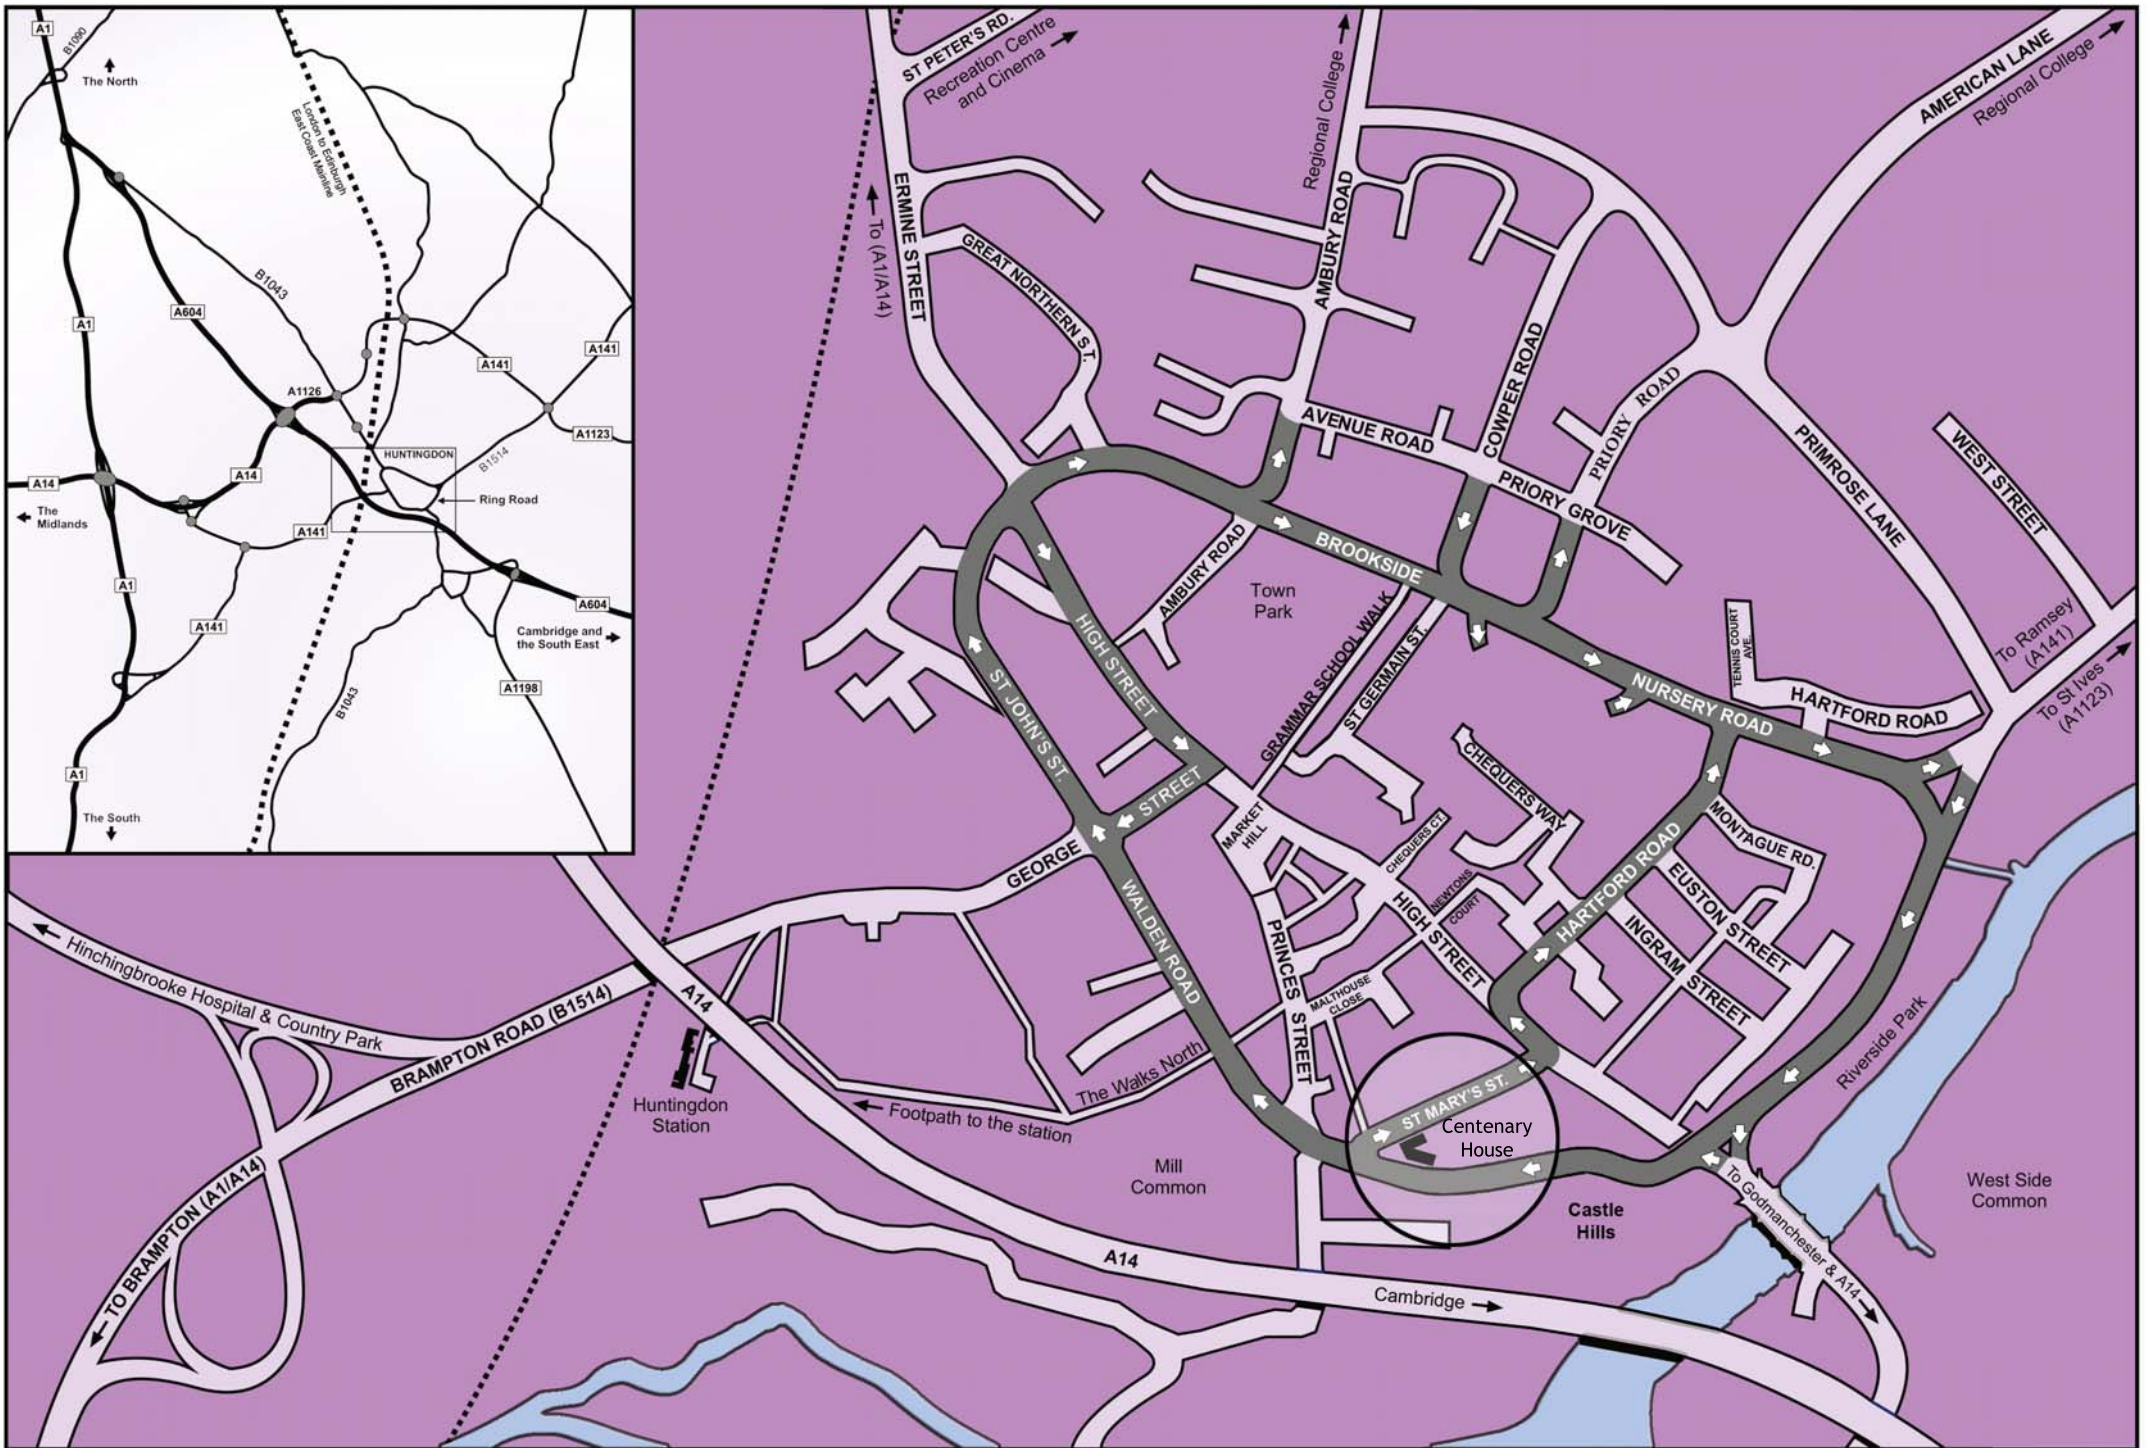 A1
B1090
The North
London to Edinburgh
East Coast Mainline
B1043
A604
A1
A141
A141
A1126
A1123
HUNTINGDON
B1514
Ring Road
A14
A14
The
Midlands
A141
A1
A604
Cambridge and
the South East
A141
A1198
B1043
A1
The South
ST PETER'S RD.
Recreation Centre
and Cinema
Regional College
AMERICAN LANE
Regional College
ERMINE STREET
To (A1/A14)
GREAT NORTHERN ST.
AMBURY ROAD
COWPER ROAD
AVENUE ROAD
PRIORY ROAD
PRIORY ROAD
PRIORY GROVE
PRIMROSE LANE
WEST STREET
BROOKSIDE
AMBURY ROAD
Town
Park
HIGH STREET
GRAMMAR SCHOOL WALK
ST GERMAIN ST.
ST JOHN'S ST.
TENNIS COURT
AVE.
HARTFORD ROAD
NURSERY ROAD
To Ramsey
(A141)
To St Ives
(A1123)
GEORGE STREET
MARKET
HILL
CHEQUERS WAY
CHEQUERS CT.
NEWTONS
COURT
HIGH STREET
HARTFORD ROAD
MONTAGUE RD.
EUSTON STREET
INGRAM STREET
WALDEN ROAD
PRINCES STREET
MALTHOUSE
CLOSE
The Walks North
Footpath to the station
Hinchingbrooke Hospital & Country Park
BRAMPTON ROAD (B1514)
A14
Huntingdon
Station
TO BRAMPTON (A1/A14)
ST MARY'S ST.
Centenary
House
Mill
Common
Castle
Hills
Riverside Park
West Side
Common
To Godmanchester & A14
A14
Cambridge